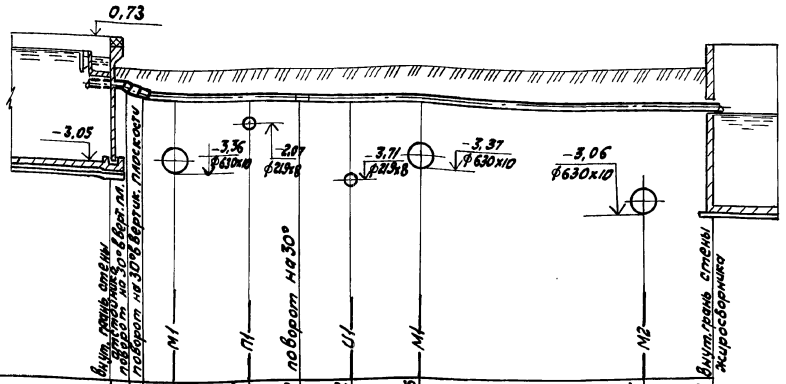 0,73
-3,05
-3,36
ф630х10
-2,07
ф219х8
-3,71
ф219х8
-3,37
ф630х10
-3,06
ф630х10
внут. грань стены
отстойника
поворот на 30° в верт. пл.
поворот на 30° в вертик. плоскости
М1
П1
поворот на 30°
И1
М1
М2
внут. грань стены
жиросборника